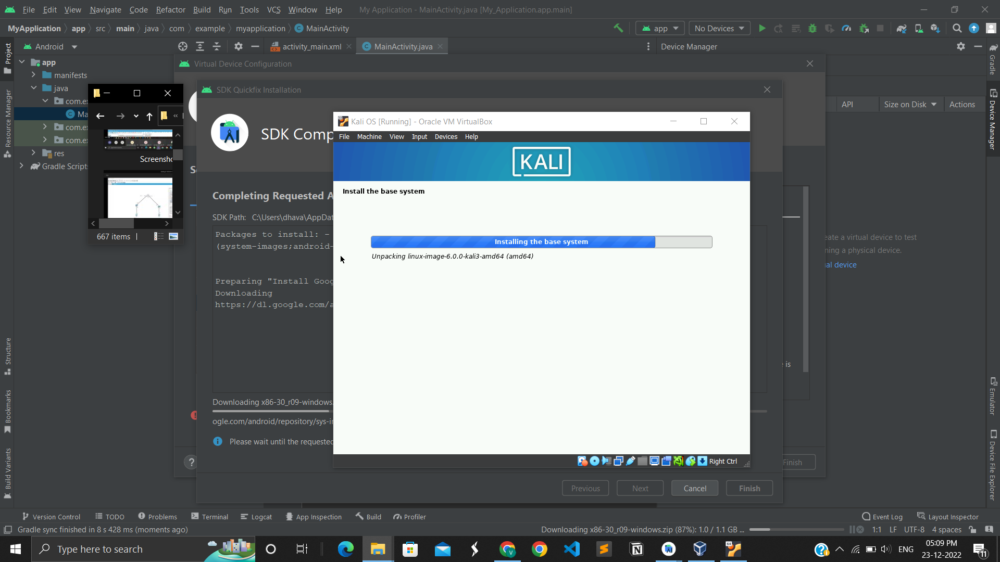 File Edit View Navigate Code Refactor Build Run Tools VCS Window Help My Application - MainActivity.java [My_Application.app.main]
MyApplication app src main java com example myapplication MainActivity app No Devices
Android activity_main.xml MainActivity.java Device Manager
Project
Resource Manager
Structure
Bookmarks
Build Variants
app
manifests
java
com.ex
Ma
com.ex
com.ex
res
Gradle Scripts
Screensho
667 items
Virtual Device Configuration
SDK Quickfix Installation
SDK Comp
Completing Requested A
SDK Path: C:\Users\dhava\AppDat
Packages to install: -
(system-images;android-
Preparing "Install Goog
Downloading
https://dl.google.com/a
Downloading x86-30_r09-windows.
ogle.com/android/repository/sys-i
Please wait until the requested
Previous Next Cancel Finish
Finish
?
is
Kali OS [Running] - Oracle VM VirtualBox
File Machine View Input Devices Help
KALI
Install the base system
Installing the base system
Unpacking linux-image-6.0.0-kali3-amd64 (amd64)
Right Ctrl
API Size on Disk Actions
eate a virtual device to test
ning a physical device.
al device
Gradle
Device Manager
Emulator
Device File Explorer
Version Control TODO Problems Terminal Logcat App Inspection Build Profiler Event Log Layout Inspector
Gradle sync finished in 8 s 428 ms (moments ago) Downloading x86-30_r09-windows.zip (87%): 1.0 / 1.1 GB ... 1:1 LF UTF-8 4 spaces
Type here to search ENG 05:09 PM
23-12-2022
11